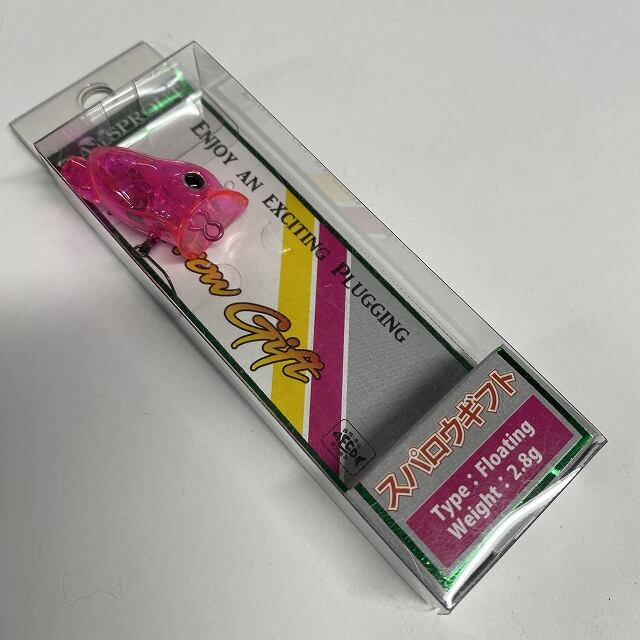 ENJOY AN EXCITING PLUGGING
Gift
スパロウギフト
Type : Floating
Weight : 2.8g